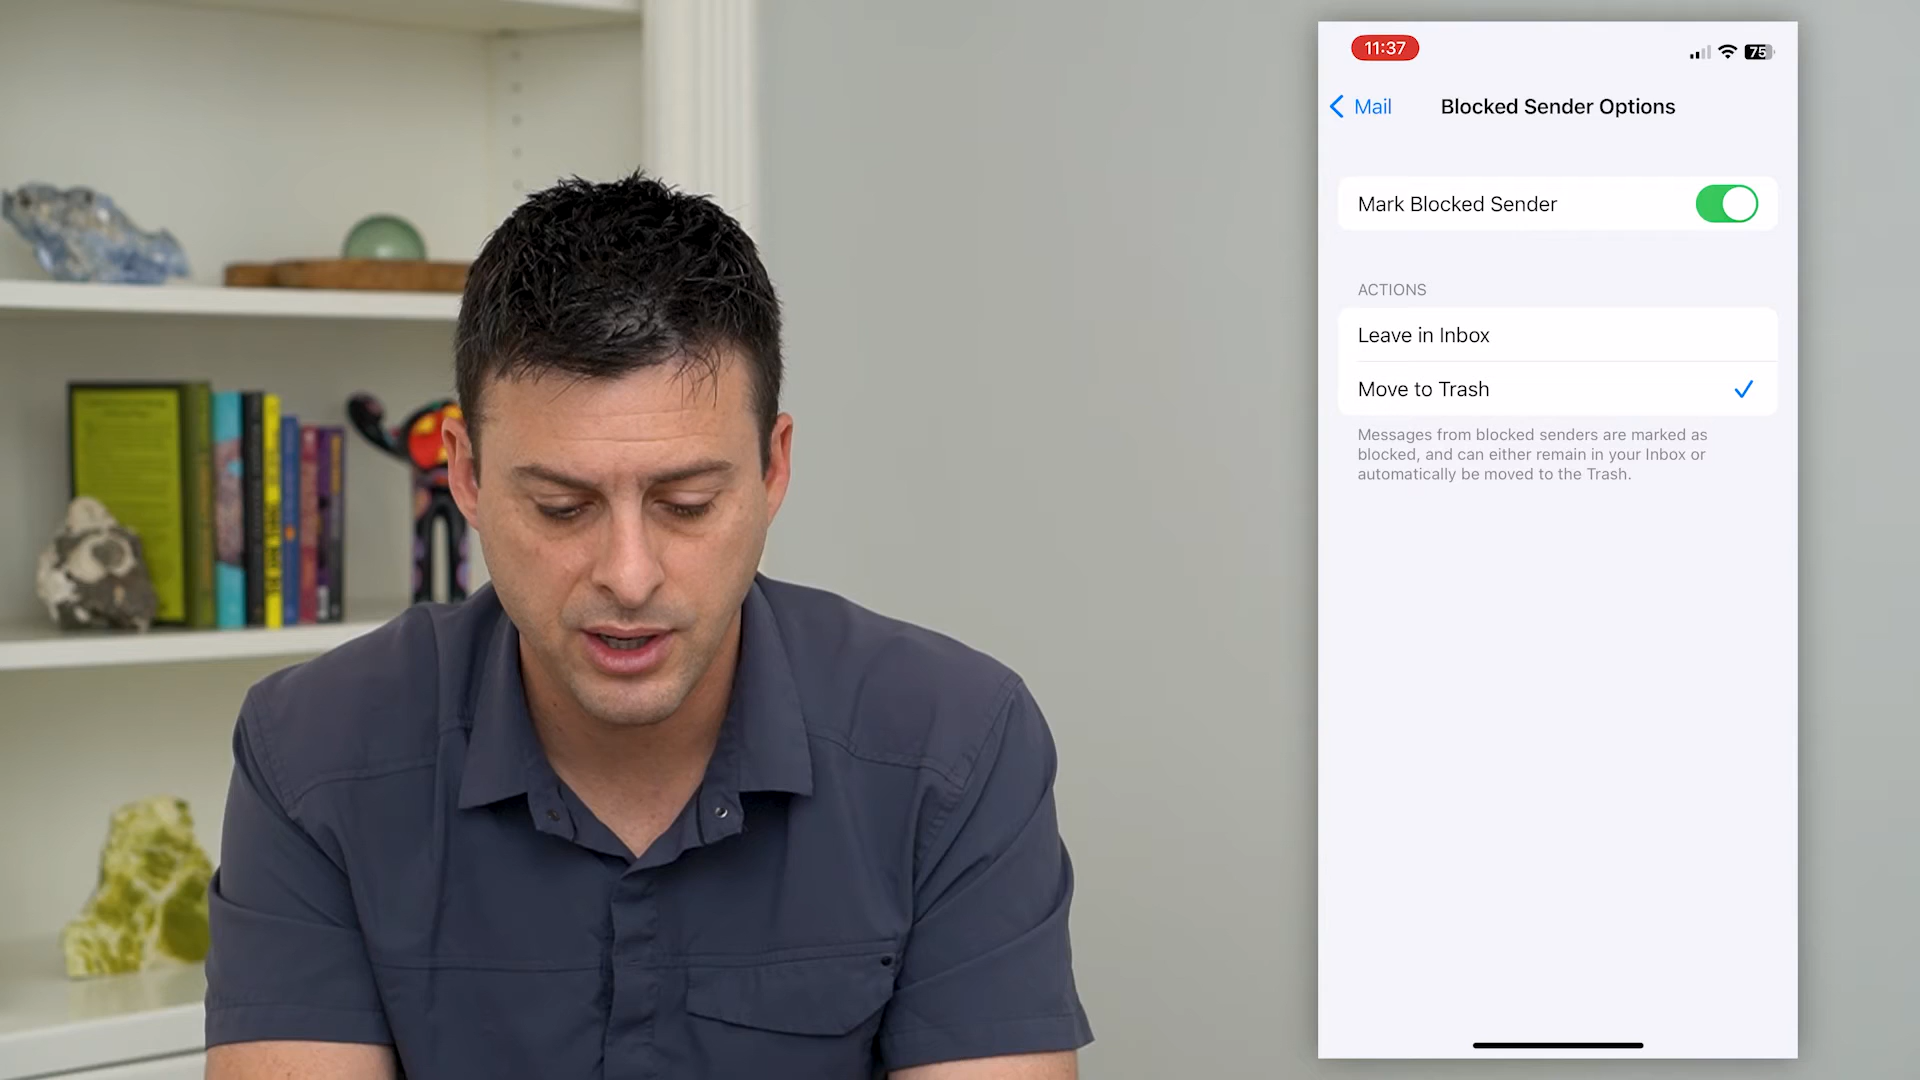 11:37
75
Mail
Blocked Sender Options
Mark Blocked Sender
ACTIONS
Leave in Inbox
Move to Trash
Messages from blocked senders are marked as
blocked, and can either remain in your Inbox or
automatically be moved to the Trash.